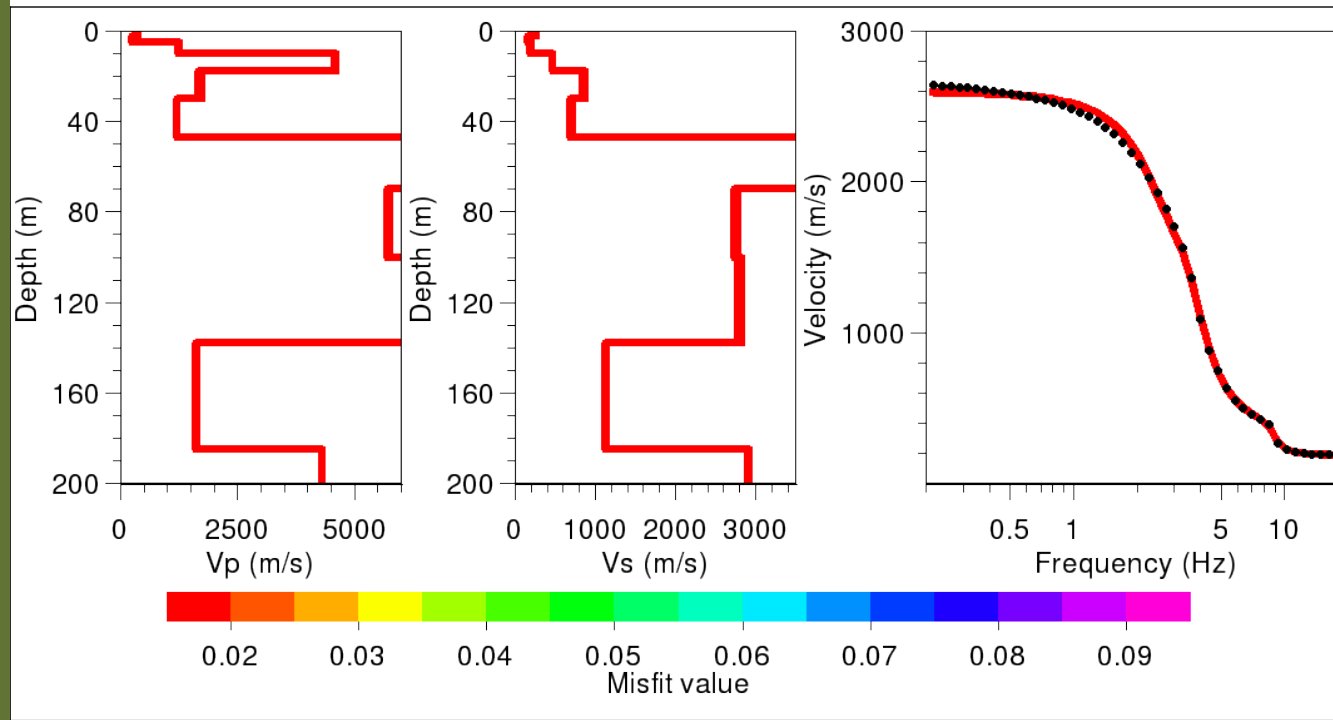 0
40
80
120
160
200
Depth (m)
0 2500 5000
Vp (m/s)
0
40
80
120
160
200
Depth (m)
0 1000 2000 3000
Vs (m/s)
3000
2000
1000
Velocity (m/s)
0.5 1 5 10
Frequency (Hz)
0.02 0.03 0.04 0.05 0.06 0.07 0.08 0.09
Misfit value